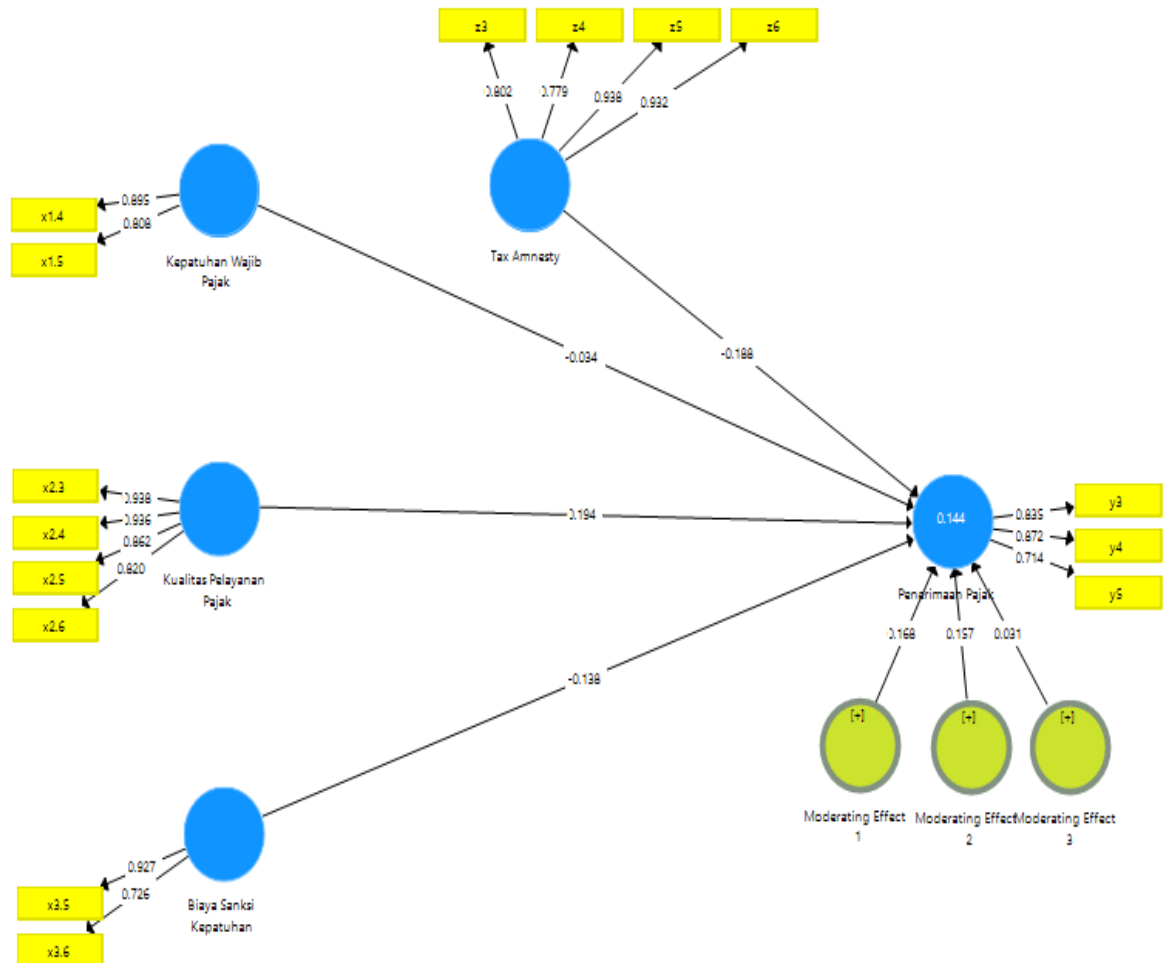 z3
z4
z5
z6
0.802
0.779
0.938
0.932
Tax Amnesty
x1.4
x1.5
0.895
0.808
Kepatuhan Wajib
Pajak
-0.034
-0.188
x2.3
x2.4
x2.5
x2.6
0.938
0.936
0.862
0.820
Kualitas Pelayanan
Pajak
0.194
0.144
Penerimaan Pajak
0.835
0.872
0.714
y3
y4
y5
-0.138
0.168
0.157
0.031
[+]
[+]
[+]
Moderating Effect
1
Moderating Effect
2
Moderating Effect
3
x3.5
x3.6
0.927
0.726
Biaya Sanksi
Kepatuhan